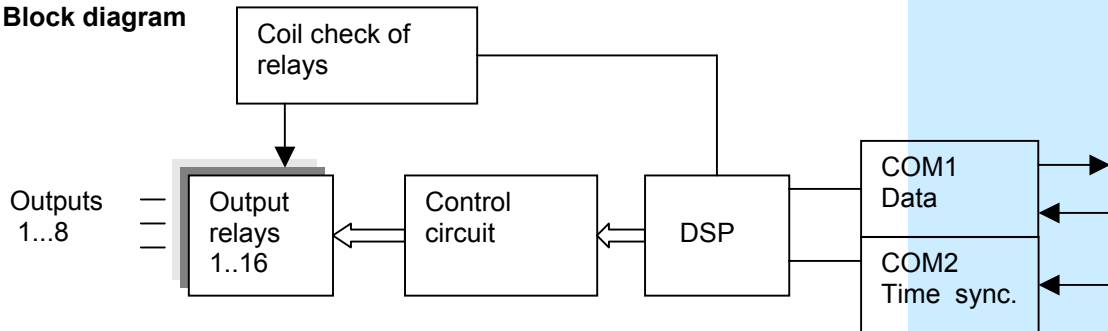 Block diagram
Coil check of
relays
Outputs
1...8
Output
relays
1..16
Control
circuit
DSP
COM1
Data
COM2
Time sync.